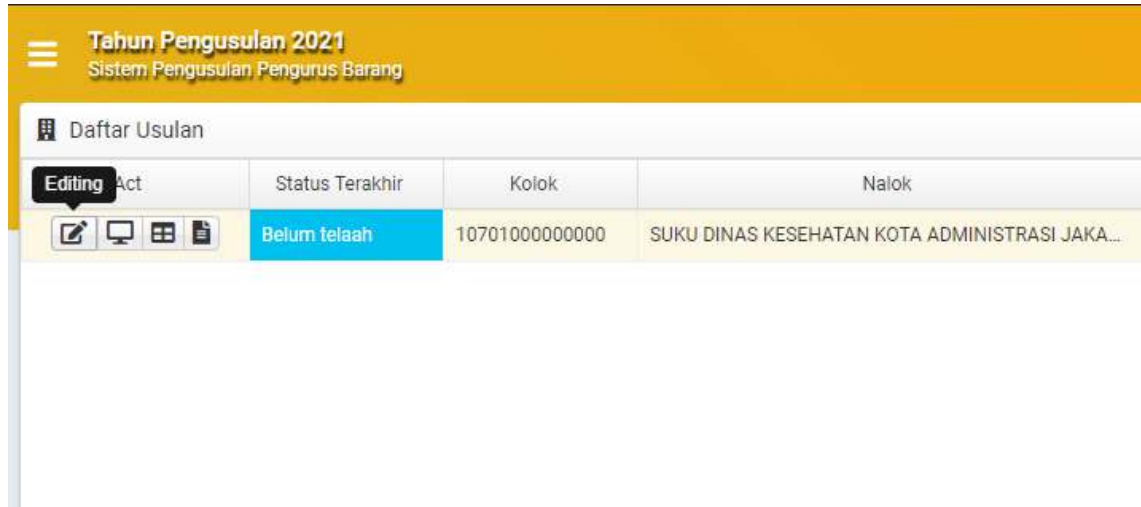 Tahun Pengusulan 2021
Sistem Pengusulan Pengurus Barang
Daftar Usulan
Editing Act Status Terakhir Kolok Nalok
Belum telaah 10701000000000 SUKU DINAS KESEHATAN KOTA ADMINISTRASI JAKA...